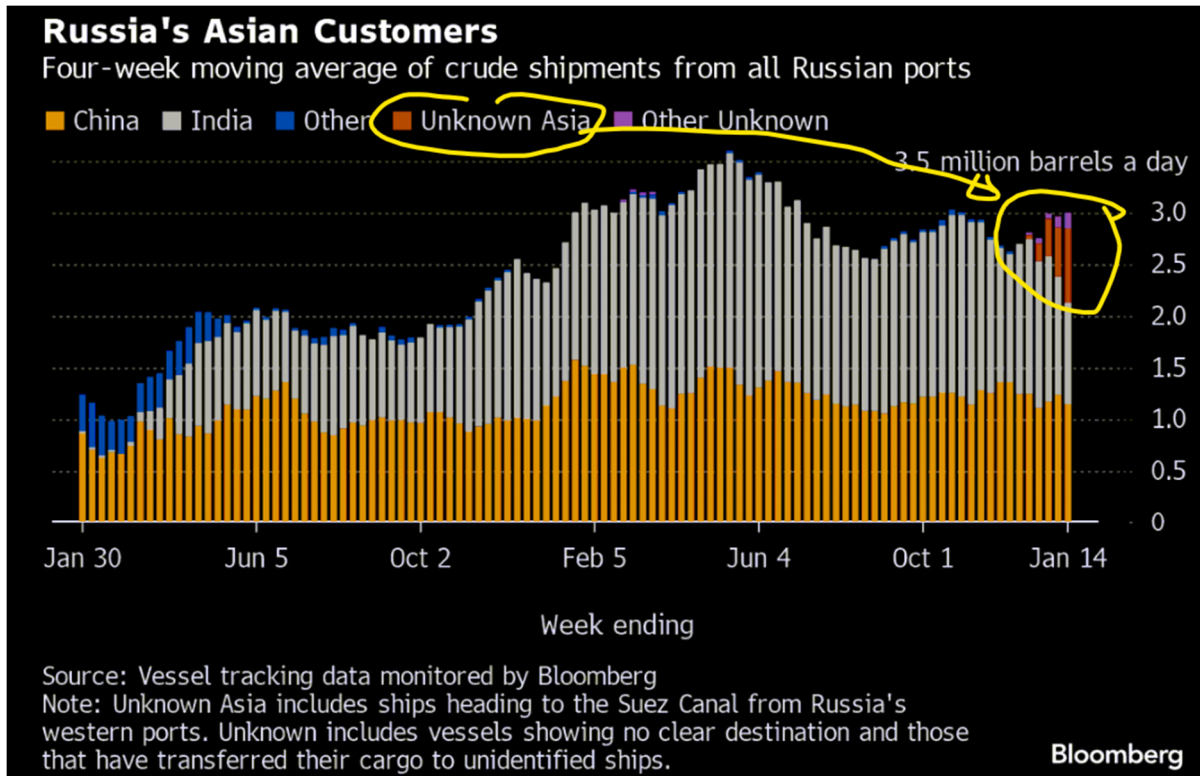 Russia's Asian Customers
Four-week moving average of crude shipments from all Russian ports
China India Other Unknown Asia Other Unknown
3.5 million barrels a day
3.0
2.5
2.0
1.5
1.0
0.5
0
Jan 30 Jun 5 Oct 2 Feb 5 Jun 4 Oct 1 Jan 14
Week ending
Source: Vessel tracking data monitored by Bloomberg
Note: Unknown Asia includes ships heading to the Suez Canal from Russia's
western ports. Unknown includes vessels showing no clear destination and those
that have transferred their cargo to unidentified ships.
Bloomberg